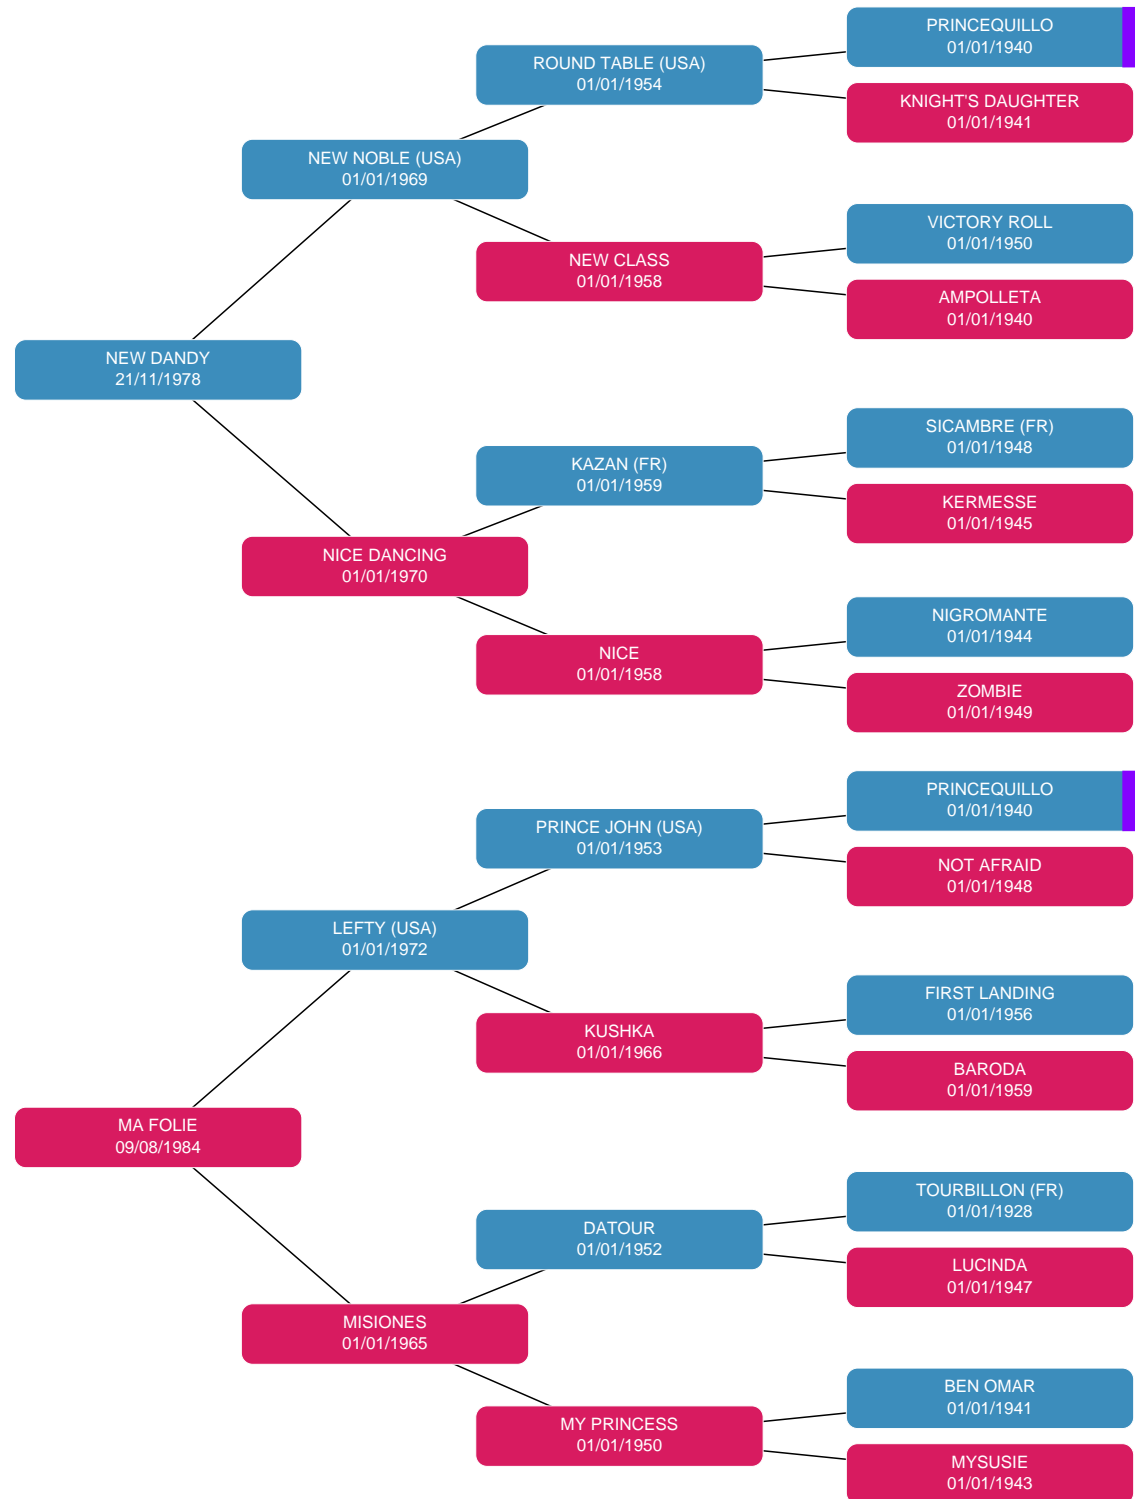 PRINCEQUILLO
01/01/1940
ROUND TABLE (USA)
01/01/1954
KNIGHT'S DAUGHTER
01/01/1941
NEW NOBLE (USA)
01/01/1969
VICTORY ROLL
01/01/1950
NEW CLASS
01/01/1958
AMPOLLETA
01/01/1940
NEW DANDY
21/11/1978
SICAMBRE (FR)
01/01/1948
KAZAN (FR)
01/01/1959
KERMESSE
01/01/1945
NICE DANCING
01/01/1970
NIGROMANTE
01/01/1944
NICE
01/01/1958
ZOMBIE
01/01/1949
PRINCEQUILLO
01/01/1940
PRINCE JOHN (USA)
01/01/1953
NOT AFRAID
01/01/1948
LEFTY (USA)
01/01/1972
FIRST LANDING
01/01/1956
KUSHKA
01/01/1966
BARODA
01/01/1959
MA FOLIE
09/08/1984
TOURBILLON (FR)
01/01/1928
DATOUR
01/01/1952
LUCINDA
01/01/1947
MISIONES
01/01/1965
BEN OMAR
01/01/1941
MY PRINCESS
01/01/1950
MYSUSIE
01/01/1943